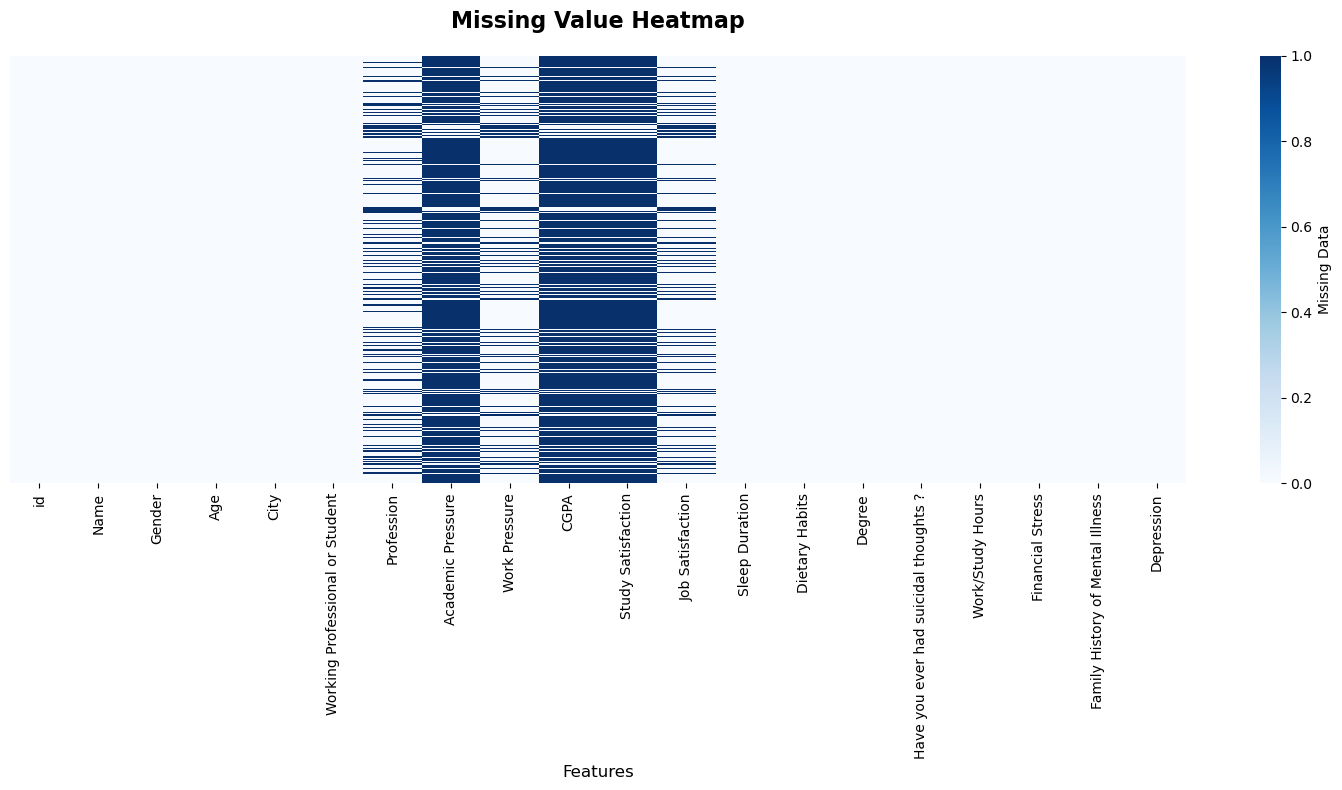 Missing Value Heatmap
1.0
0.8
0.6
0.4
0.2
0.0
Missing Data
id
Name
Gender
Age
City
Working Professional or Student
Profession
Academic Pressure
Work Pressure
CGPA
Study Satisfaction
Job Satisfaction
Sleep Duration
Dietary Habits
Degree
Have you ever had suicidal thoughts ?
Work/Study Hours
Financial Stress
Family History of Mental Illness
Depression
Features